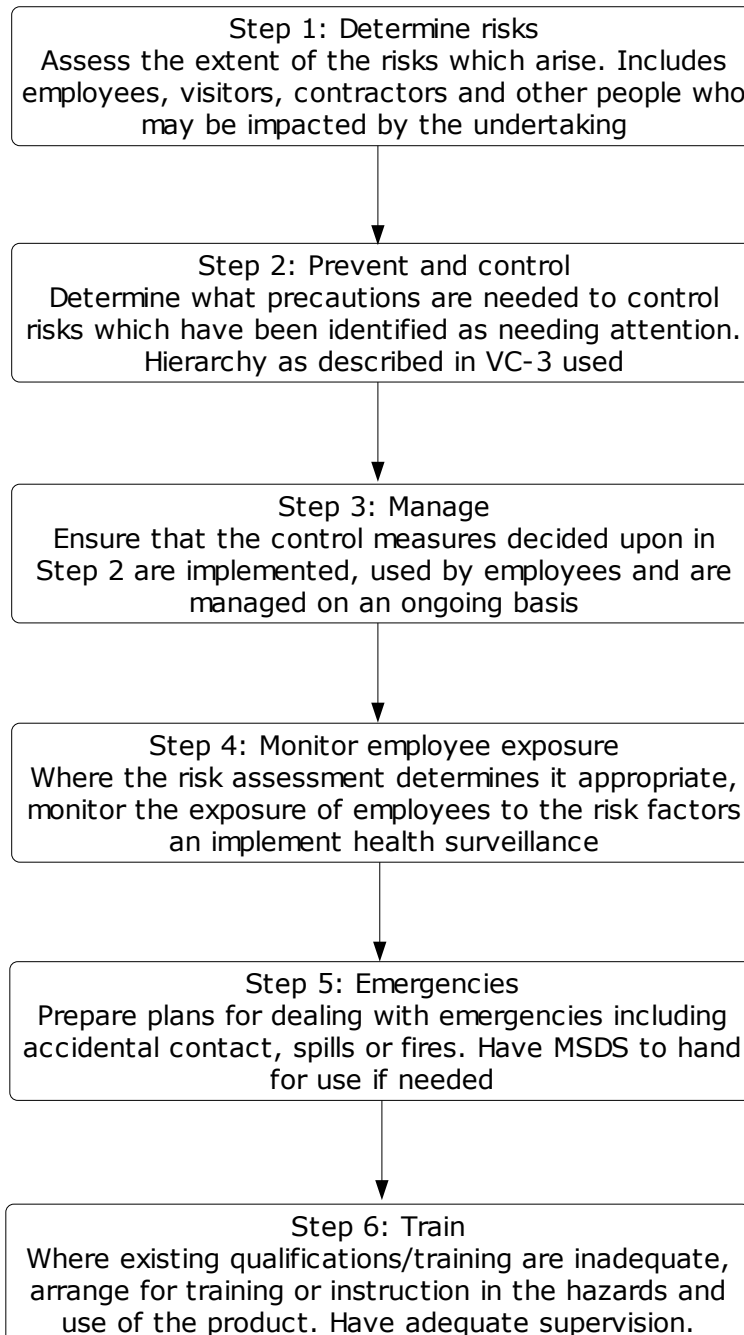 Step 1: Determine risks
Assess the extent of the risks which arise. Includes
employees, visitors, contractors and other people who
may be impacted by the undertaking
Step 2: Prevent and control
Determine what precautions are needed to control
risks which have been identified as needing attention.
Hierarchy as described in VC-3 used
Step 3: Manage
Ensure that the control measures decided upon in
Step 2 are implemented, used by employees and are
managed on an ongoing basis
Step 4: Monitor employee exposure
Where the risk assessment determines it appropriate,
monitor the exposure of employees to the risk factors
an implement health surveillance
Step 5: Emergencies
Prepare plans for dealing with emergencies including
accidental contact, spills or fires. Have MSDS to hand
for use if needed
Step 6: Train
Where existing qualifications/training are inadequate,
arrange for training or instruction in the hazards and
use of the product. Have adequate supervision.